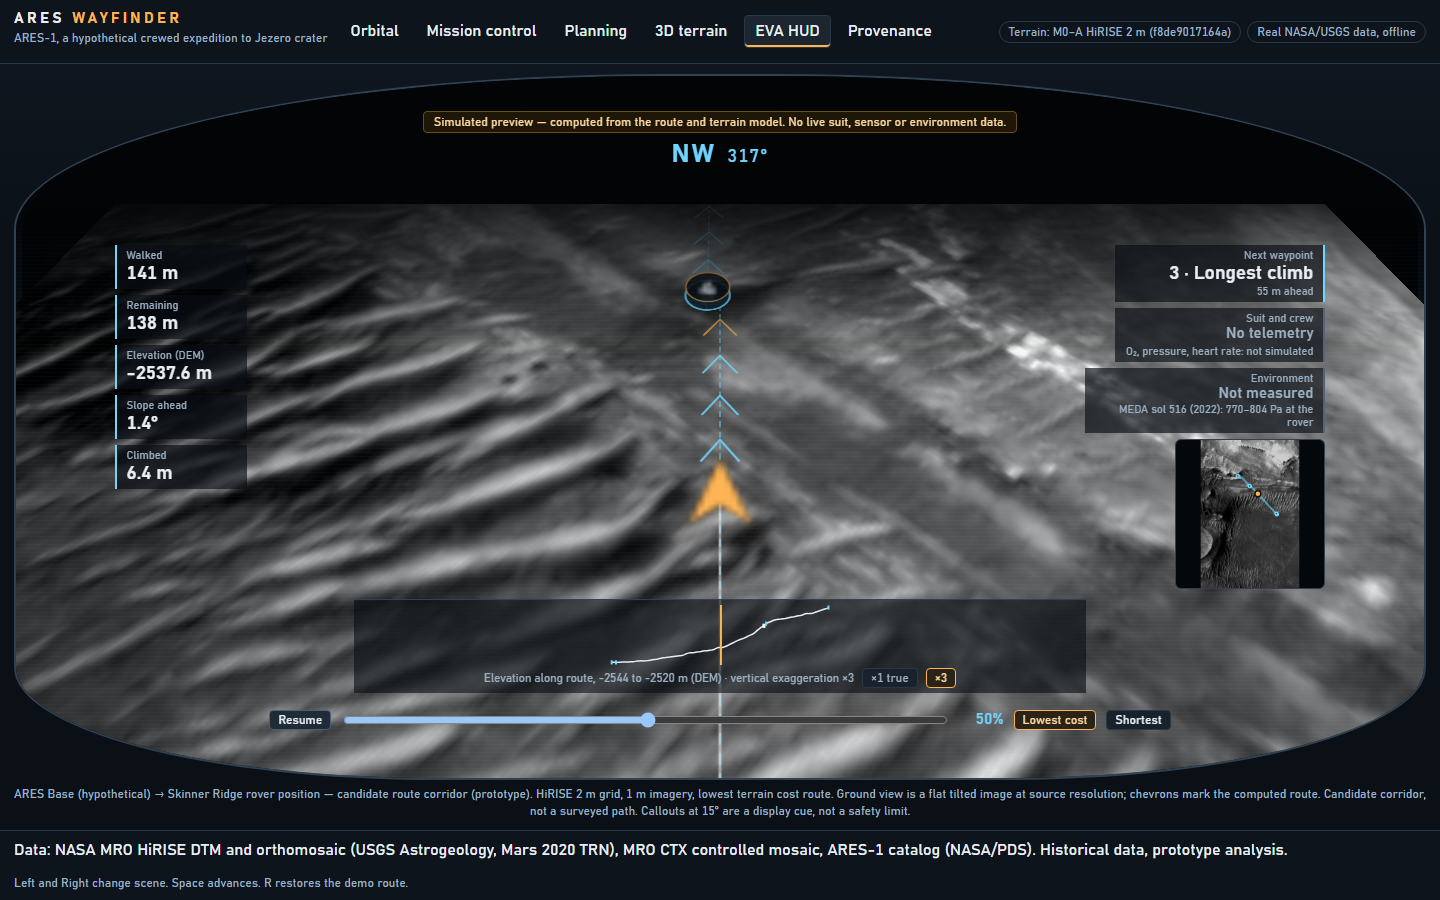 ARES WAYFINDER
ARES-1, a hypothetical crewed expedition to Jezero crater
Orbital
Mission control
Planning
3D terrain
EVA HUD
Provenance
Terrain: M0-A HiRISE 2 m (f8de9017164a)
Real NASA/USGS data, offline
Simulated preview — computed from the route and terrain model. No live suit, sensor or environment data.
NW 317°
Walked
141 m
Remaining
138 m
Elevation (DEM)
-2537.6 m
Slope ahead
1.4°
Climbed
6.4 m
Next waypoint
3 · Longest climb
55 m ahead
Suit and crew
No telemetry
O₂, pressure, heart rate: not simulated
Environment
Not measured
MEDA sol 516 (2022): 770–804 Pa at the
rover
Elevation along route, -2544 to -2520 m (DEM) · vertical exaggeration ×3
×1 true
×3
Resume
50%
Lowest cost
Shortest
ARES Base (hypothetical) → Skinner Ridge rover position — candidate route corridor (prototype). HiRISE 2 m grid, 1 m imagery, lowest terrain cost route. Ground view is a flat tilted image at source resolution; chevrons mark the computed route. Candidate corridor,
not a surveyed path. Callouts at 15° are a display cue, not a safety limit.
Data: NASA MRO HiRISE DTM and orthomosaic (USGS Astrogeology, Mars 2020 TRN), MRO CTX controlled mosaic, ARES-1 catalog (NASA/PDS). Historical data, prototype analysis.
Left and Right change scene. Space advances. R restores the demo route.